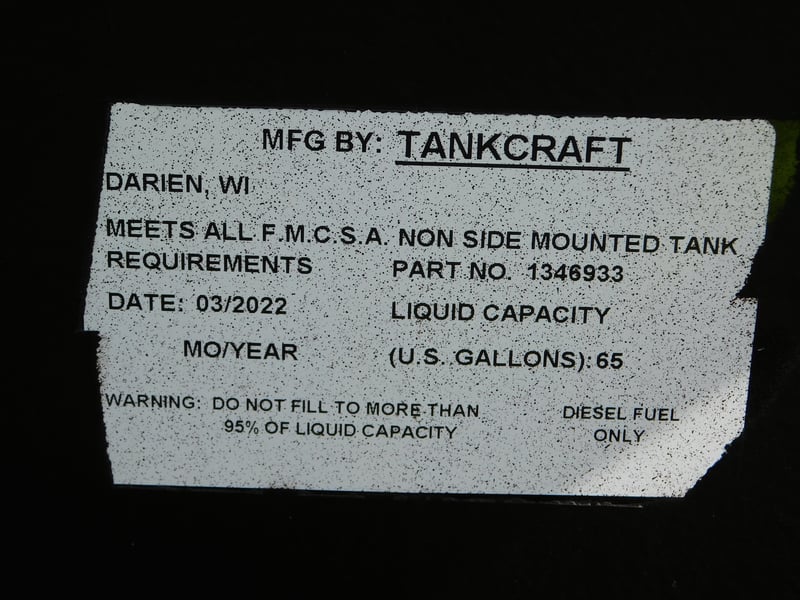 MFG BY: TANKCRAFT
DARIEN, WI
MEETS ALL F.M.C.S.A. NON SIDE MOUNTED TANK
REQUIREMENTS PART NO. 1346933
DATE: 03/2022 LIQUID CAPACITY
MO/YEAR (U.S. GALLONS): 65
WARNING: DO NOT FILL TO MORE THAN DIESEL FUEL
95% OF LIQUID CAPACITY ONLY